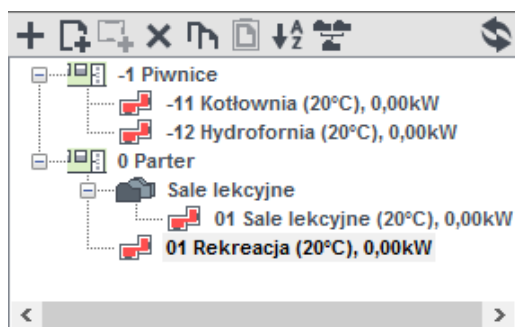 -1 Piwnice
-11 Kotłownia (20°C), 0,00kW
-12 Hydrofornia (20°C), 0,00kW
0 Parter
Sale lekcyjne
01 Sale lekcyjne (20°C), 0,00kW
01 Rekreacja (20°C), 0,00kW